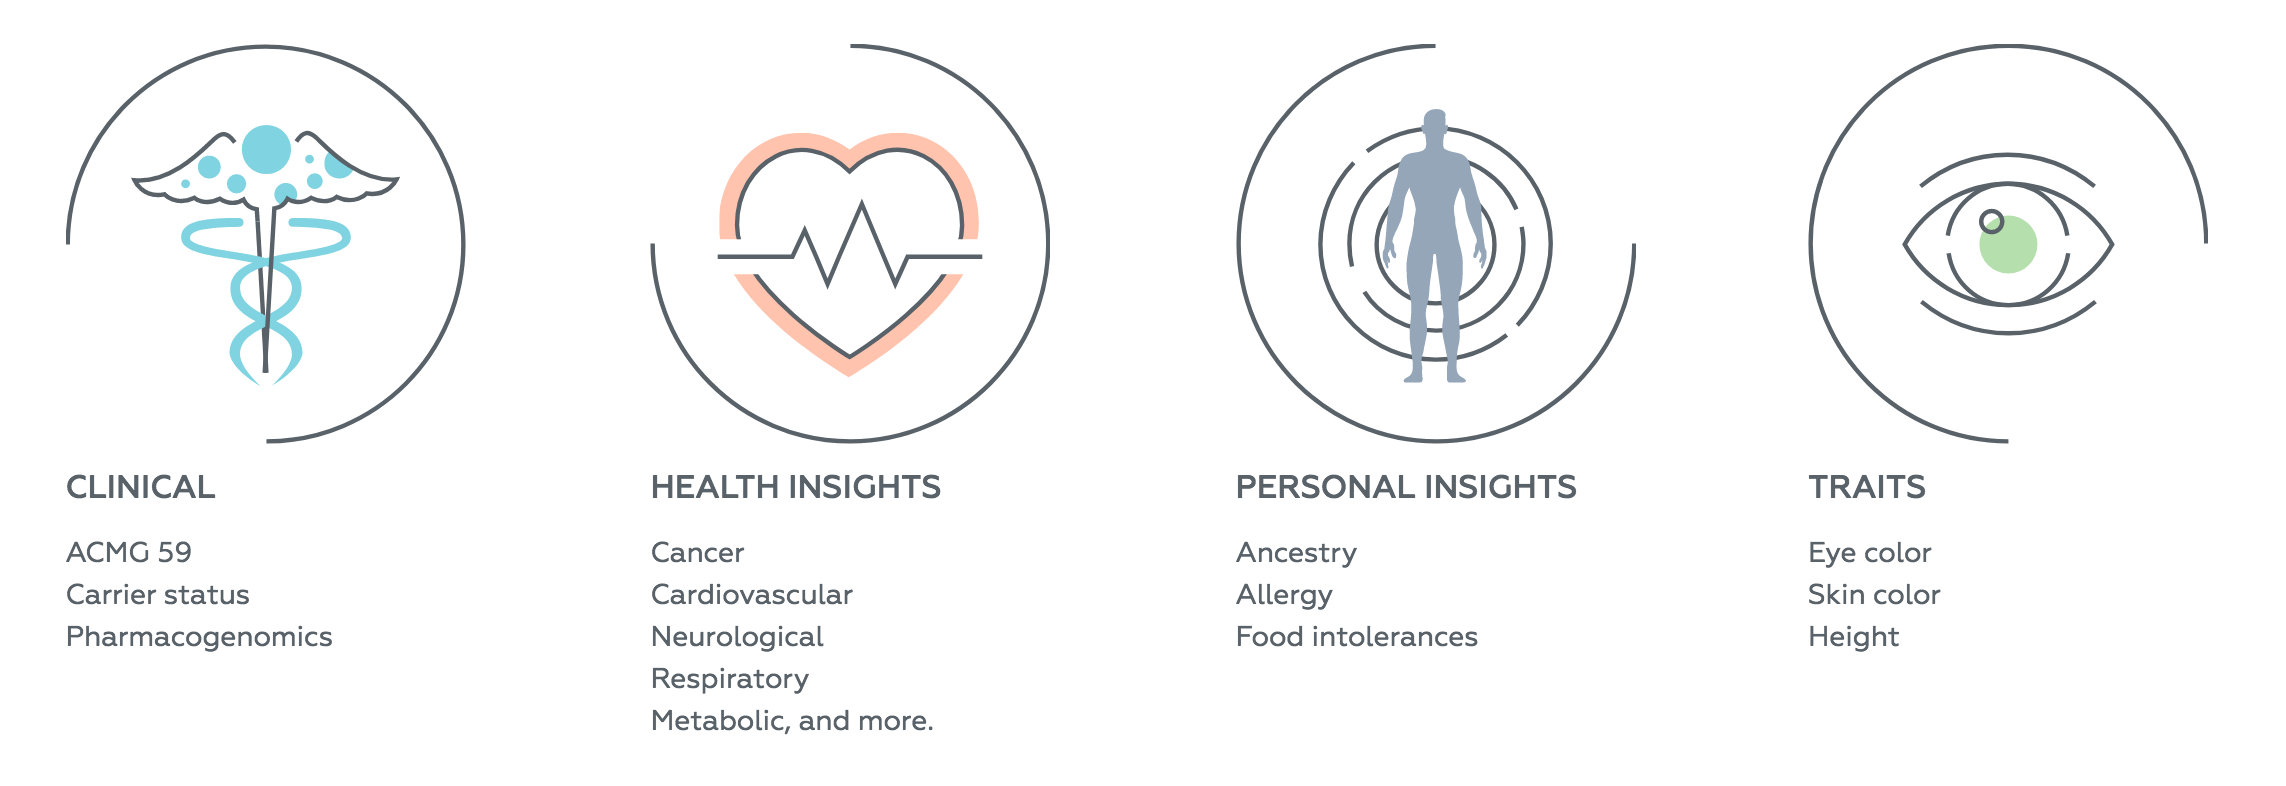 CLINICAL
ACMG 59
Carrier status
Pharmacogenomics
HEALTH INSIGHTS
Cancer
Cardiovascular
Neurological
Respiratory
Metabolic, and more.
PERSONAL INSIGHTS
Ancestry
Allergy
Food intolerances
TRAITS
Eye color
Skin color
Height